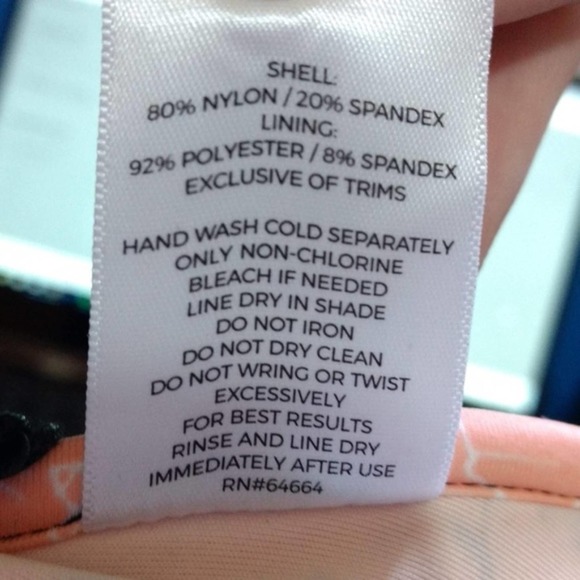 SHELL:
80% NYLON / 20% SPANDEX
LINING:
92% POLYESTER / 8% SPANDEX
EXCLUSIVE OF TRIMS
HAND WASH COLD SEPARATELY
ONLY NON-CHLORINE
BLEACH IF NEEDED
LINE DRY IN SHADE
DO NOT IRON
DO NOT DRY CLEAN
DO NOT WRING OR TWIST
EXCESSIVELY
FOR BEST RESULTS
RINSE AND LINE DRY
IMMEDIATELY AFTER USE
RN#64664